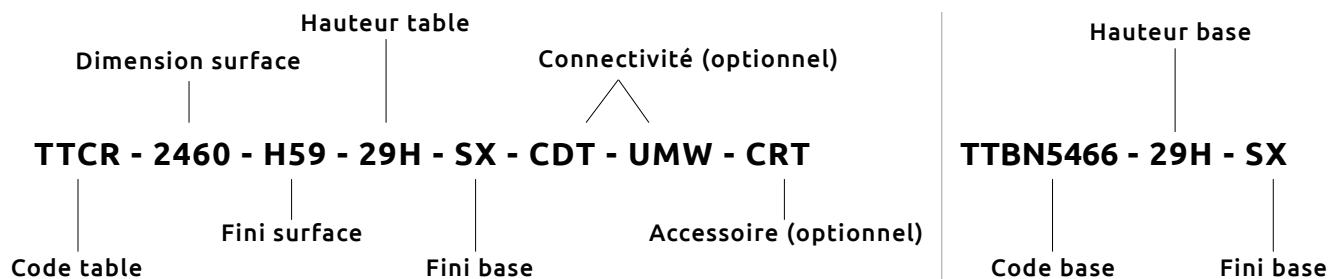 Hauteur table
Hauteur base
Dimension surface
Connectivité (optionnel)
TTCR - 2460 - H59 - 29H - SX - CDT - UMW - CRT
TTBN5466 - 29H - SX
Fini surface
Accessoire (optionnel)
Code table
Fini base
Code base
Fini base